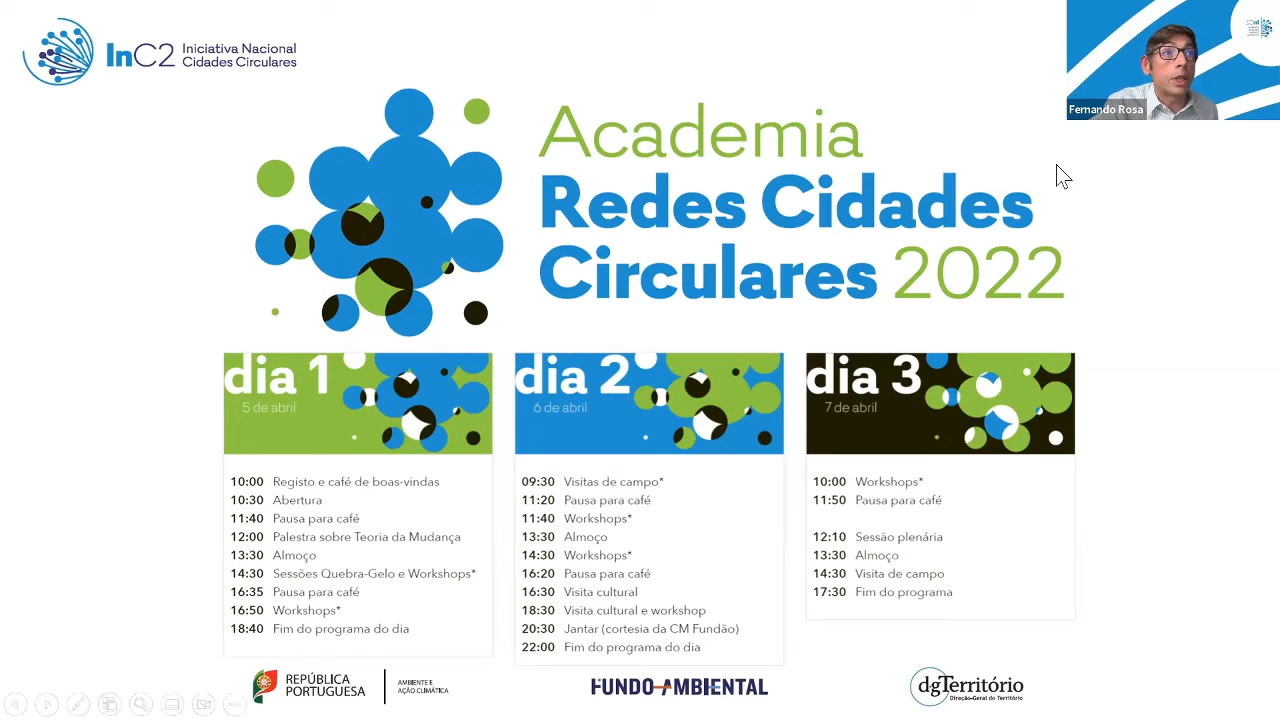 InC2 Iniciativa Nacional
Cidades Circulares
Fernando Rosa
Academia
Redes Cidades
Circulares 2022
dia 1
5 de abril
10:00 Registo e café de boas-vindas
10:30 Abertura
11:40 Pausa para café
12:00 Palestra sobre Teoria da Mudança
13:30 Almoço
14:30 Sessões Quebra-Gelo e Workshops*
16:35 Pausa para café
16:50 Workshops*
18:40 Fim do programa do dia
dia 2
6 de abril
09:30 Visitas de campo*
11:20 Pausa para café
11:40 Workshops*
13:30 Almoço
14:30 Workshops*
16:20 Pausa para café
16:30 Visita cultural
18:30 Visita cultural e workshop
20:30 Jantar (cortesia da CM Fundão)
22:00 Fim do programa do dia
dia 3
7 de abril
10:00 Workshops*
11:50 Pausa para café
12:10 Sessão plenária
13:30 Almoço
14:30 Visita de campo
17:30 Fim do programa
REPÚBLICA
PORTUGUESA
AMBIENTE E
AÇÃO CLIMÁTICA
FUNDO AMBIENTAL
dgTerritório
Direção-Geral do Território